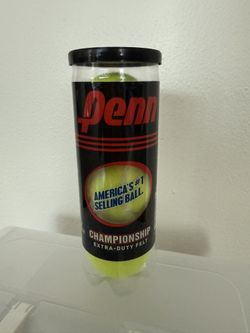 Penn
AMERICA'S #1
SELLING BALL.
CHAMPIONSHIP
EXTRA-DUTY FELT